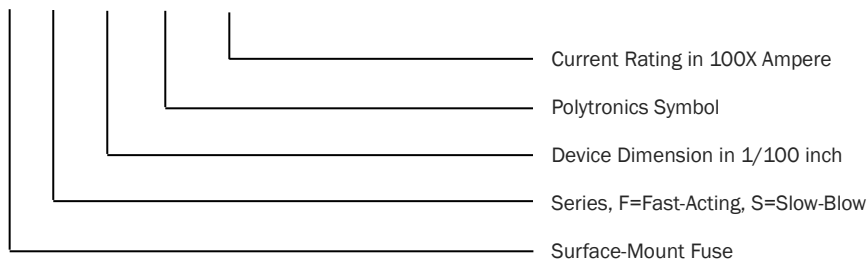 Current Rating in 100X Ampere
Polytronics Symbol
Device Dimension in 1/100 inch
Series, F=Fast-Acting, S=Slow-Blow
Surface-Mount Fuse